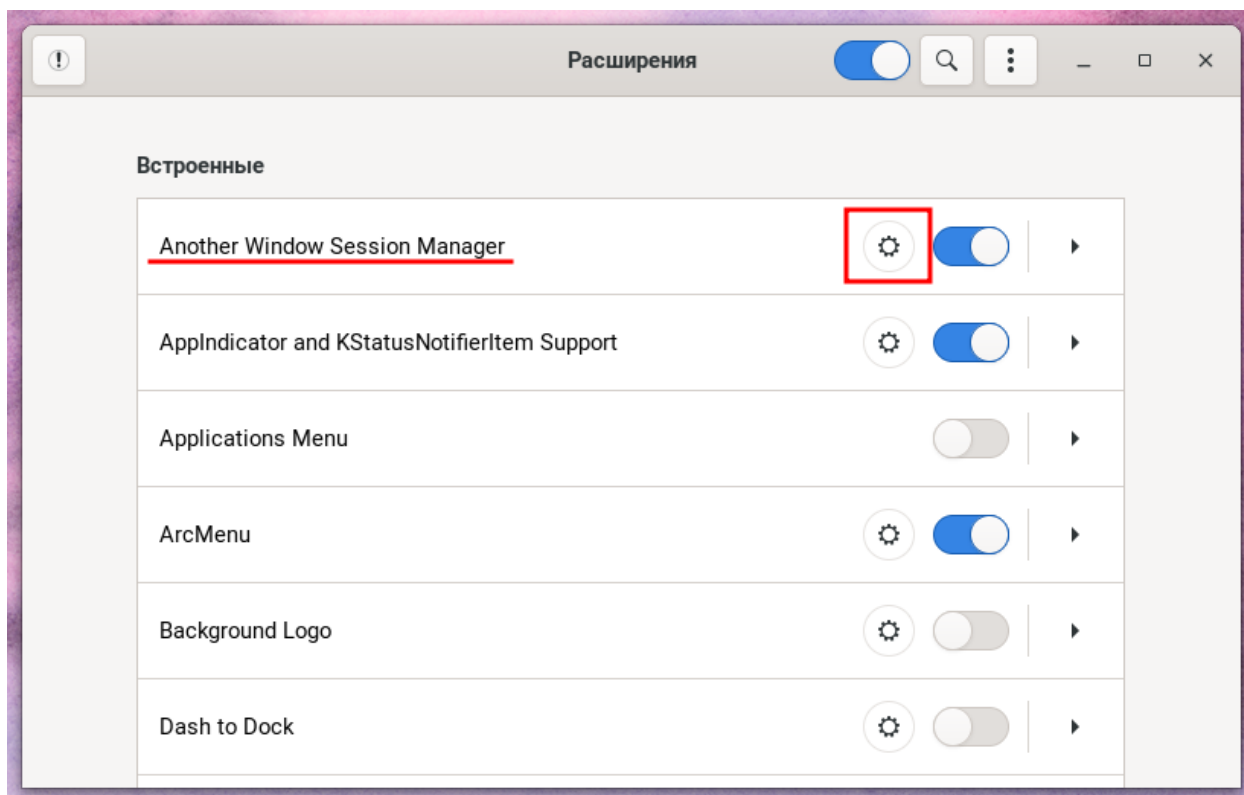 Расширения
Встроенные
Another Window Session Manager
AppIndicator and KStatusNotifierItem Support
Applications Menu
ArcMenu
Background Logo
Dash to Dock